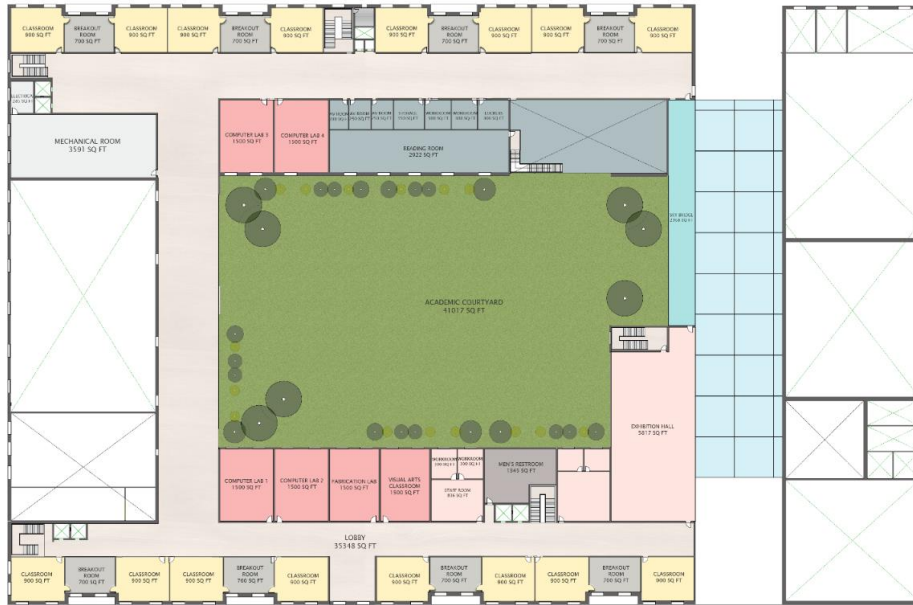 CLASSROOM
900 SQ FT
BREAKOUT
ROOM
700 SQ FT
CLASSROOM
900 SQ FT
CLASSROOM
900 SQ FT
BREAKOUT
ROOM
700 SQ FT
CLASSROOM
900 SQ FT
CLASSROOM
900 SQ FT
BREAKOUT
ROOM
700 SQ FT
CLASSROOM
900 SQ FT
CLASSROOM
900 SQ FT
BREAKOUT
ROOM
700 SQ FT
CLASSROOM
900 SQ FT
MECHANICAL ROOM
3591 SQ FT
COMPUTER LAB 3
1500 SQ FT
COMPUTER LAB 4
1500 SQ FT
READING ROOM
2922 SQ FT
ACADEMIC COURTYARD
41017 SQ FT
EXHIBITION HALL
5017 SQ FT
COMPUTER LAB 1
1500 SQ FT
COMPUTER LAB 2
1500 SQ FT
FABRICATION LAB
1500 SQ FT
VISUAL ARTS
CLASSROOM
1500 SQ FT
WORKROOM
WORKROOM
STAFF ROOM
MEN'S RESTROOM
1345 SQ FT
LOBBY
35348 SQ FT
CLASSROOM
900 SQ FT
BREAKOUT
ROOM
700 SQ FT
CLASSROOM
900 SQ FT
CLASSROOM
900 SQ FT
BREAKOUT
ROOM
700 SQ FT
CLASSROOM
900 SQ FT
CLASSROOM
900 SQ FT
BREAKOUT
ROOM
700 SQ FT
CLASSROOM
900 SQ FT
CLASSROOM
900 SQ FT
BREAKOUT
ROOM
700 SQ FT
CLASSROOM
900 SQ FT